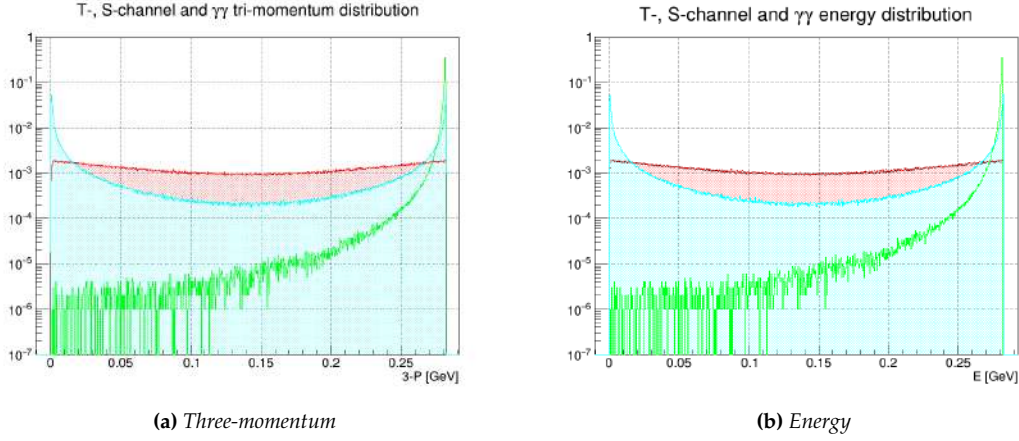 T-, S-channel and γγ tri-momentum distribution
1
10⁻¹
10⁻²
10⁻³
10⁻⁴
10⁻⁵
10⁻⁶
10⁻⁷
0 0.05 0.1 0.15 0.2 0.25
3-P [GeV]
(a) Three-momentum
T-, S-channel and γγ energy distribution
1
10⁻¹
10⁻²
10⁻³
10⁻⁴
10⁻⁵
10⁻⁶
10⁻⁷
0 0.05 0.1 0.15 0.2 0.25
E [GeV]
(b) Energy